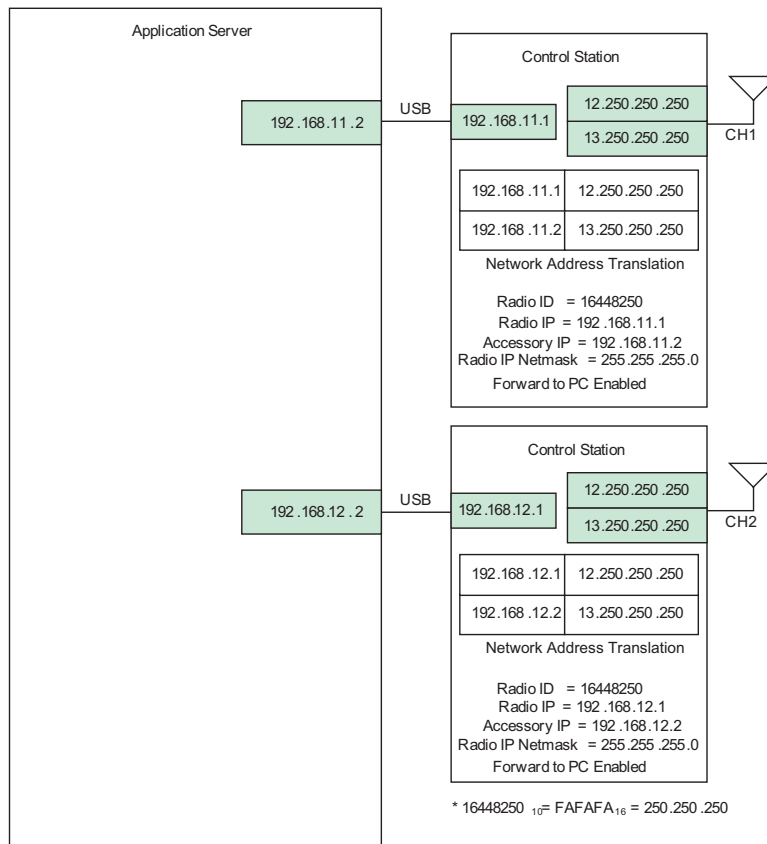 Application Server
Control Station
192.168.11.2
USB
192.168.11.1
12.250.250.250
13.250.250.250
CH1
192.168.11.1 12.250.250.250
192.168.11.2 13.250.250.250
Network Address Translation
Radio ID = 16448250
Radio IP = 192.168.11.1
Accessory IP = 192.168.11.2
Radio IP Netmask = 255.255.255.0
Forward to PC Enabled
Control Station
192.168.12.2
USB
192.168.12.1
12.250.250.250
13.250.250.250
CH2
192.168.12.1 12.250.250.250
192.168.12.2 13.250.250.250
Network Address Translation
Radio ID = 16448250
Radio IP = 192.168.12.1
Accessory IP = 192.168.12.2
Radio IP Netmask = 255.255.255.0
Forward to PC Enabled
* 16448250 10= FAFAFA16 = 250.250.250